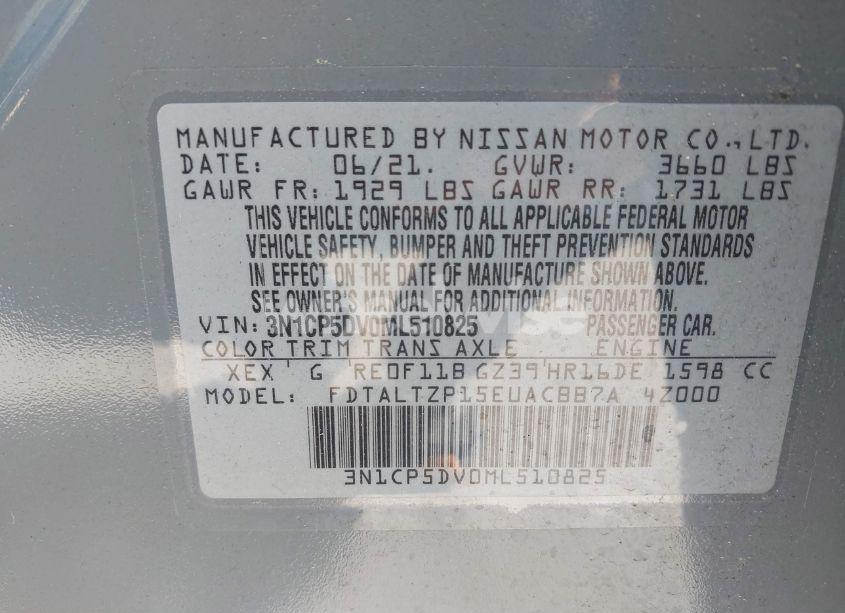 MANUFACTURED BY NISSAN MOTOR CO., LTD.
DATE: 06/21. GVWR: 3660 LBS
GAWR FR: 1929 LBS GAWR RR: 1731 LBS
THIS VEHICLE CONFORMS TO ALL APPLICABLE FEDERAL MOTOR
VEHICLE SAFETY, BUMPER AND THEFT PREVENTION STANDARDS
IN EFFECT ON THE DATE OF MANUFACTURE SHOWN ABOVE.
SEE OWNER'S MANUAL FOR ADDITIONAL INFORMATION.
VIN: 3N1CP5DV0ML510825 PASSENGER CAR.
COLOR TRIM TRANS AXLE ENGINE
XEX G RE0F11B GZ39 HR16DE 1598 CC
MODEL: FDTALTZP15EUACBB7A 4Z000
3N1CP5DV0ML510825